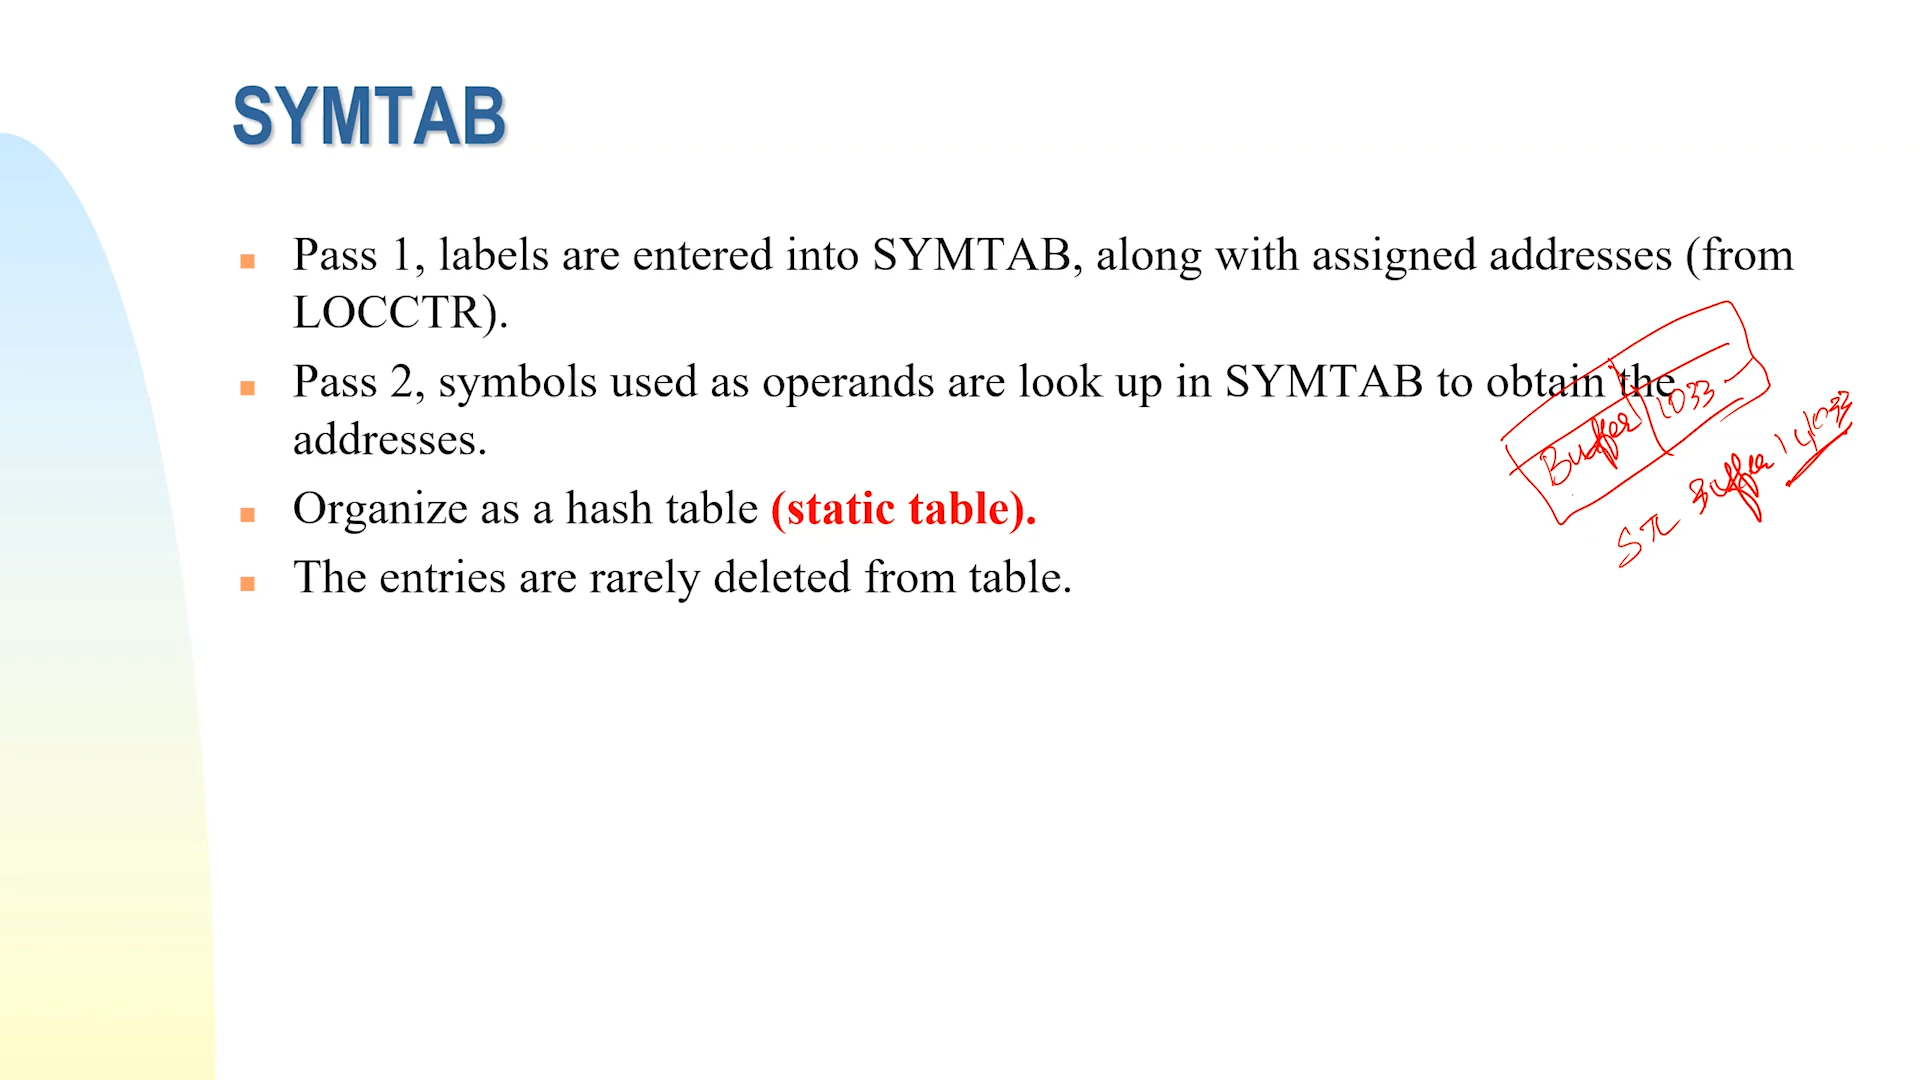 SYMTAB
Pass 1, labels are entered into SYMTAB, along with assigned addresses (from
LOCCTR).
Pass 2, symbols used as operands are look up in SYMTAB to obtain the
addresses.
Organize as a hash table (static table).
The entries are rarely deleted from table.
Buffer 1033
Buffer